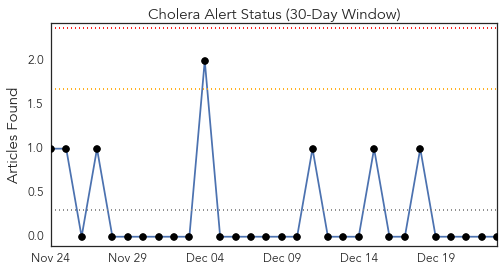 Cholera Alert Status (30-Day Window)
Articles Found
2.0
1.5
1.0
0.5
0.0
Nov 24 Nov 29 Dec 04 Dec 09 Dec 14 Dec 19